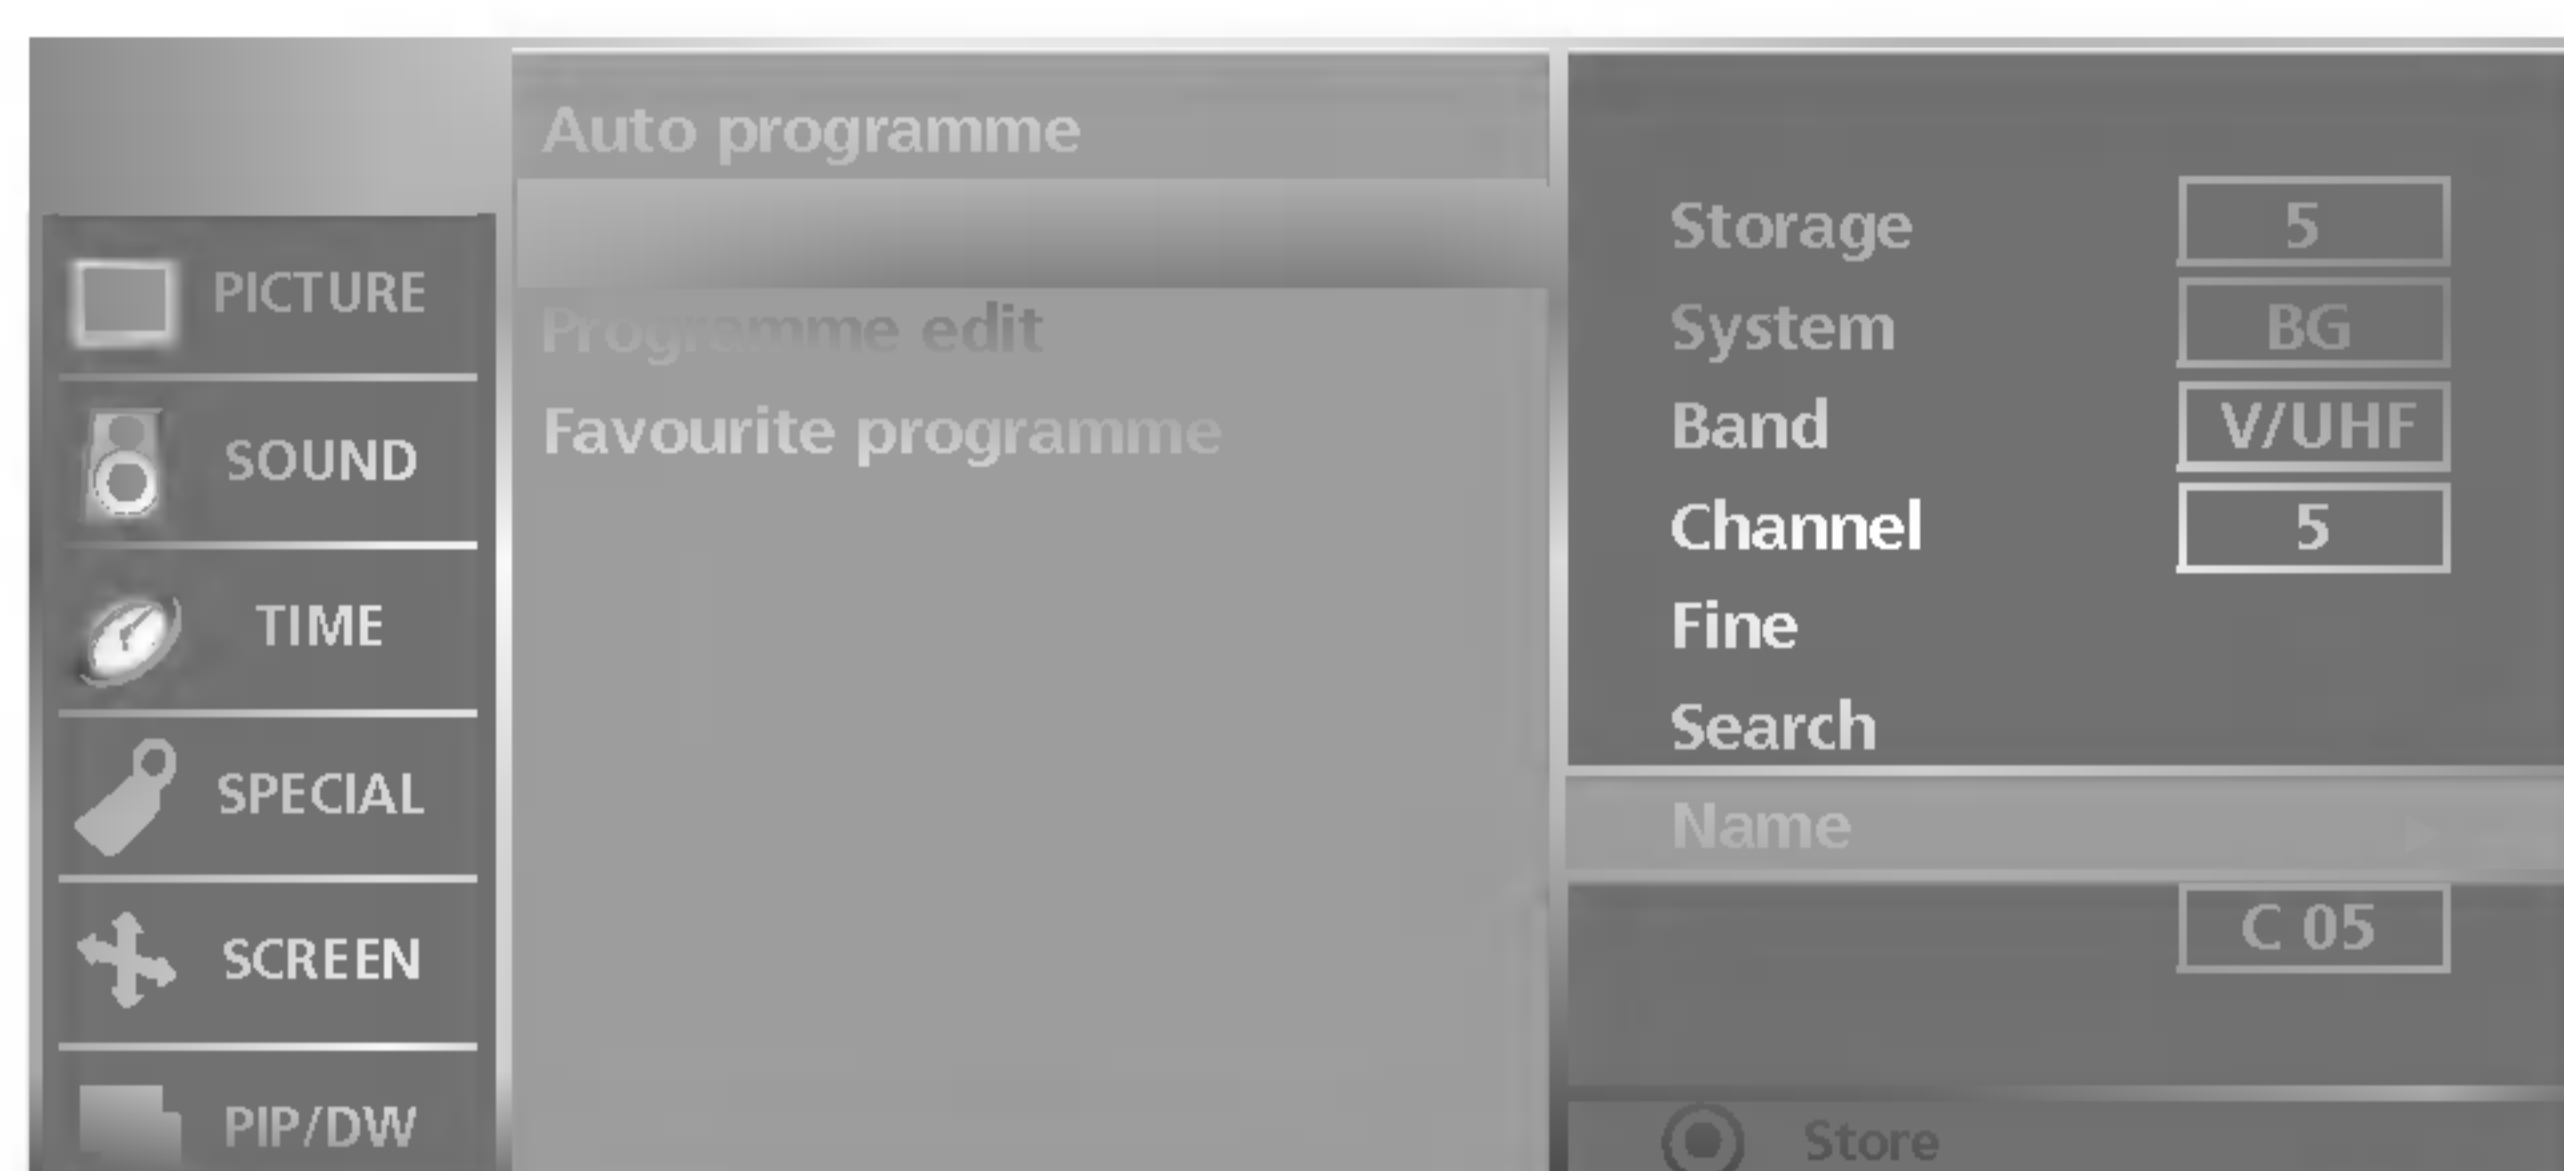 PICTURE
SOUND
TIME
SPECIAL
SCREEN
PIP/DW
Auto programme
Programme edit
Favourite programme
Storage 5
System BG
Band V/UHF
Channel 5
Fine
Search
Name
C 05
Store